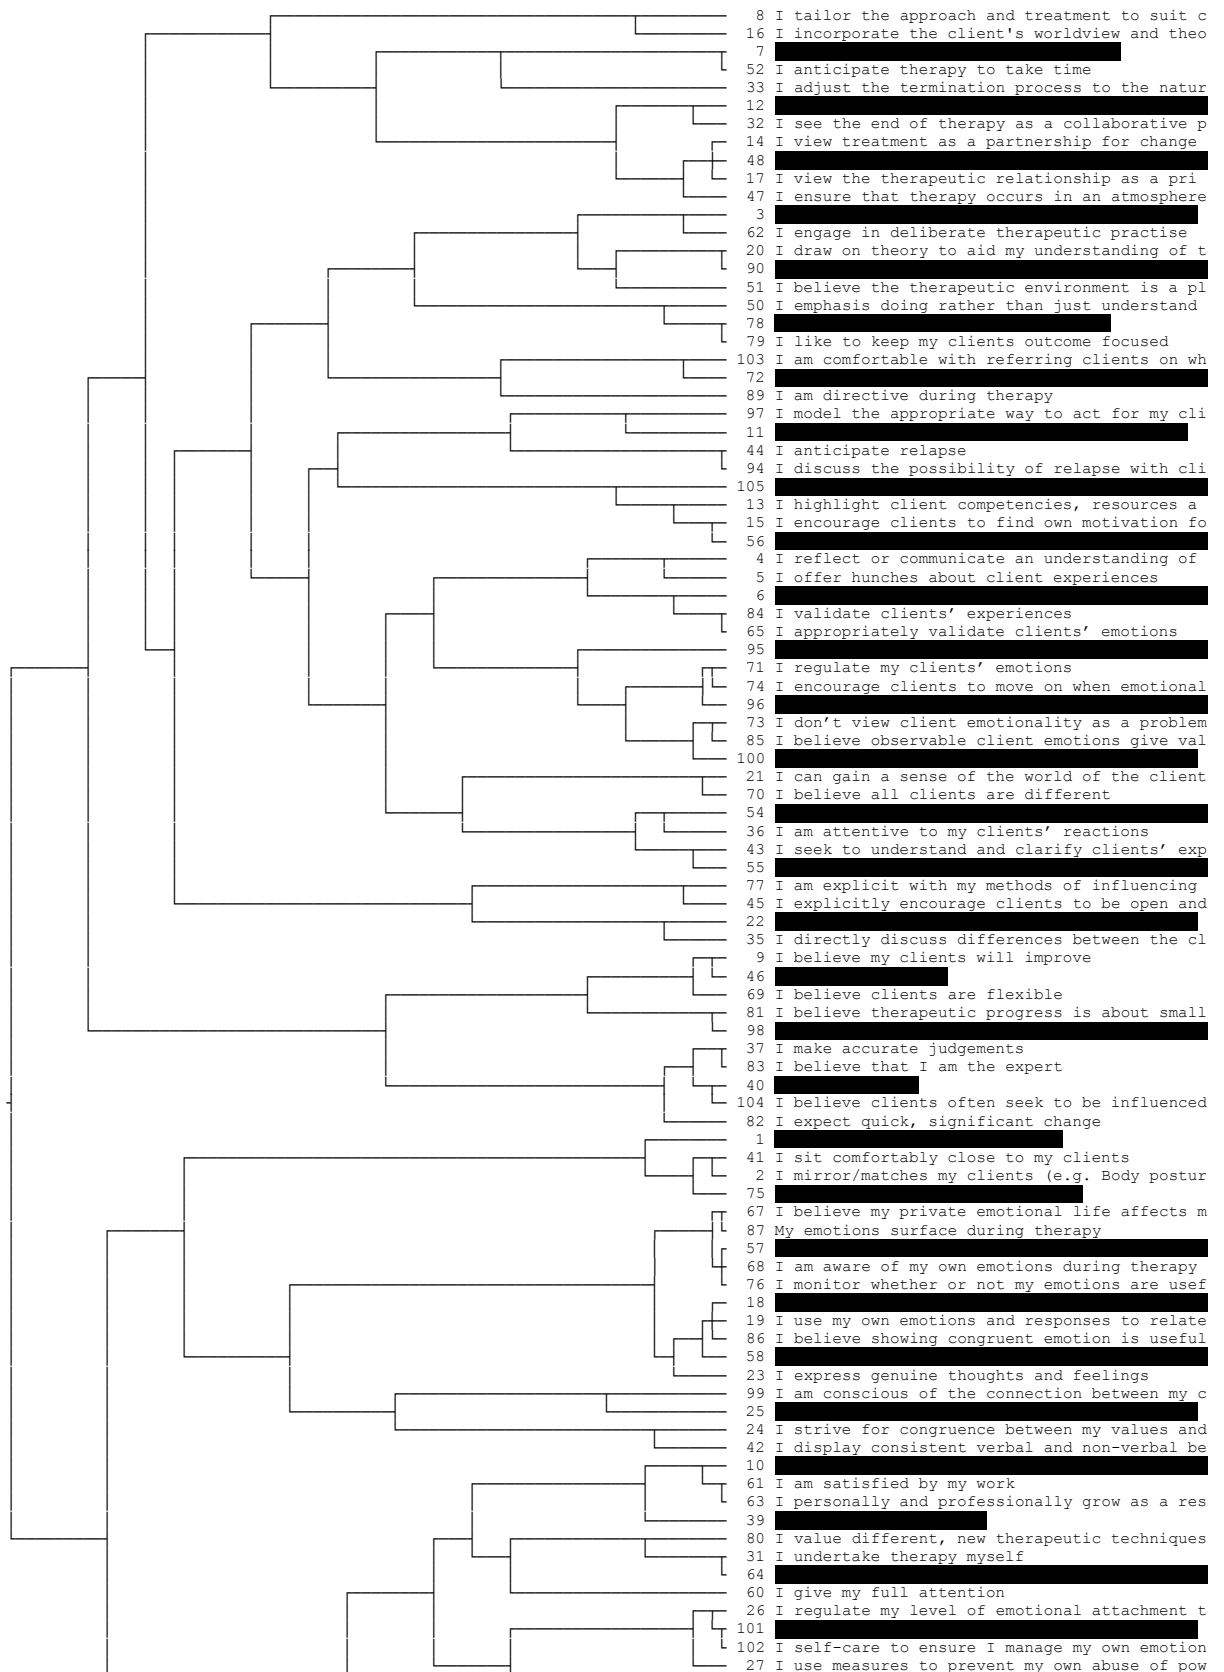 8 I tailor the approach and treatment to suit c
16 I incorporate the client's worldview and theo
7
52 I anticipate therapy to take time
33 I adjust the termination process to the natur
12
32 I see the end of therapy as a collaborative p
14 I view treatment as a partnership for change
48
17 I view the therapeutic relationship as a pri
47 I ensure that therapy occurs in an atmosphere
3
62 I engage in deliberate therapeutic practise
20 I draw on theory to aid my understanding of t
90
51 I believe the therapeutic environment is a pl
50 I emphasis doing rather than just understand
78
79 I like to keep my clients outcome focused
103 I am comfortable with referring clients on wh
72
89 I am directive during therapy
97 I model the appropriate way to act for my cli
11
44 I anticipate relapse
94 I discuss the possibility of relapse with cli
105
13 I highlight client competencies, resources a
15 I encourage clients to find own motivation fo
56
4 I reflect or communicate an understanding of
5 I offer hunches about client experiences
6
84 I validate clients’ experiences
65 I appropriately validate clients’ emotions
95
71 I regulate my clients’ emotions
74 I encourage clients to move on when emotional
96
73 I don’t view client emotionality as a problem
85 I believe observable client emotions give val
100
21 I can gain a sense of the world of the client
70 I believe all clients are different
54
36 I am attentive to my clients’ reactions
43 I seek to understand and clarify clients’ exp
55
77 I am explicit with my methods of influencing
45 I explicitly encourage clients to be open and
22
35 I directly discuss differences between the cl
9 I believe my clients will improve
46
69 I believe clients are flexible
81 I believe therapeutic progress is about small
98
37 I make accurate judgements
83 I believe that I am the expert
40
104 I believe clients often seek to be influenced
82 I expect quick, significant change
1
41 I sit comfortably close to my clients
2 I mirror/matches my clients (e.g. Body postur
75
67 I believe my private emotional life affects m
87 My emotions surface during therapy
57
68 I am aware of my own emotions during therapy
76 I monitor whether or not my emotions are usef
18
19 I use my own emotions and responses to relate
86 I believe showing congruent emotion is useful
58
23 I express genuine thoughts and feelings
99 I am conscious of the connection between my c
25
24 I strive for congruence between my values and
42 I display consistent verbal and non-verbal be
10
61 I am satisfied by my work
63 I personally and professionally grow as a res
39
80 I value different, new therapeutic techniques
31 I undertake therapy myself
64
60 I give my full attention
26 I regulate my level of emotional attachment t
101
102 I self-care to ensure I manage my own emotion
27 I use measures to prevent my own abuse of pow